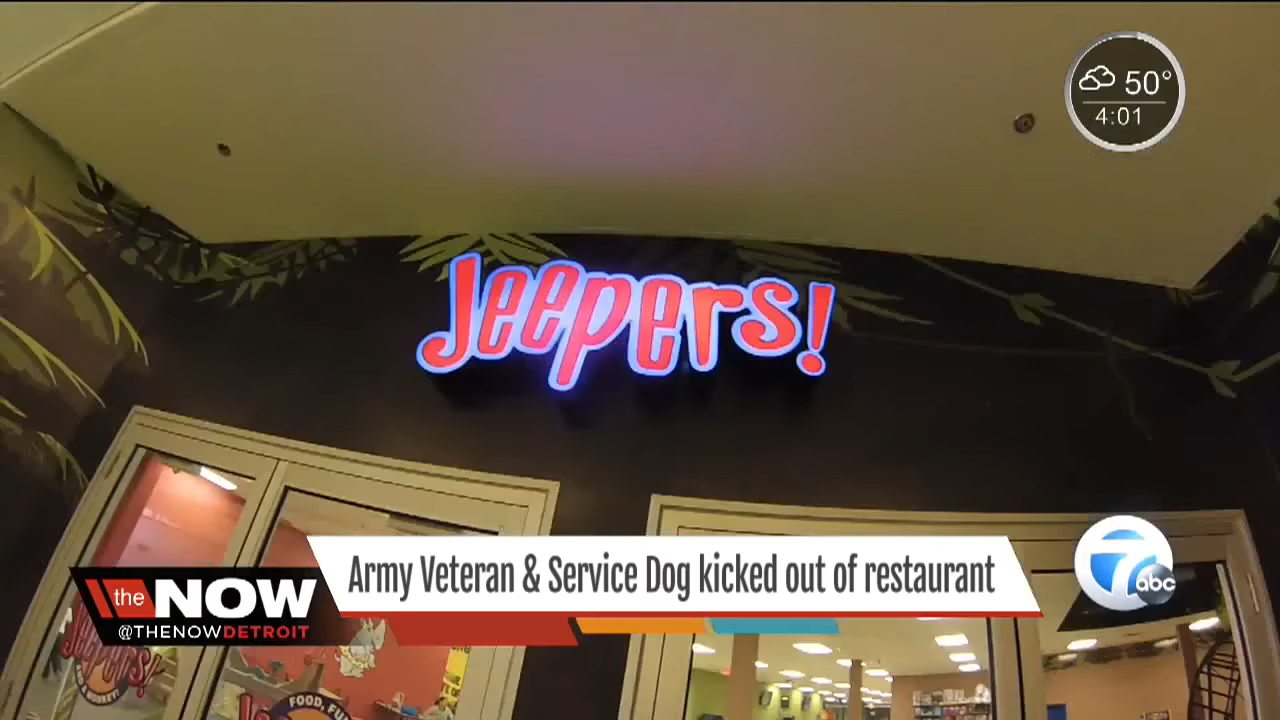 50°
4:01
Jeepers!
Army Veteran & Service Dog kicked out of restaurant
the NOW
@THENOWDETROIT
7 abc
Jeepers!
FOOD, FU